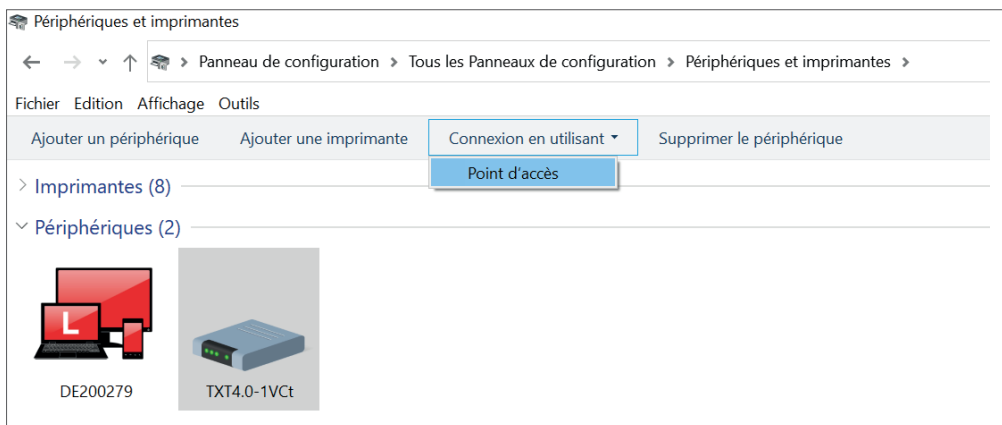 Périphériques et imprimantes
Panneau de configuration > Tous les Panneaux de configuration > Périphériques et imprimantes >
Fichier Edition Affichage Outils
Ajouter un périphérique Ajouter une imprimante Connexion en utilisant Supprimer le périphérique
Point d'accès
Imprimantes (8)
Périphériques (2)
L
DE200279 TXT4.0-1VCt